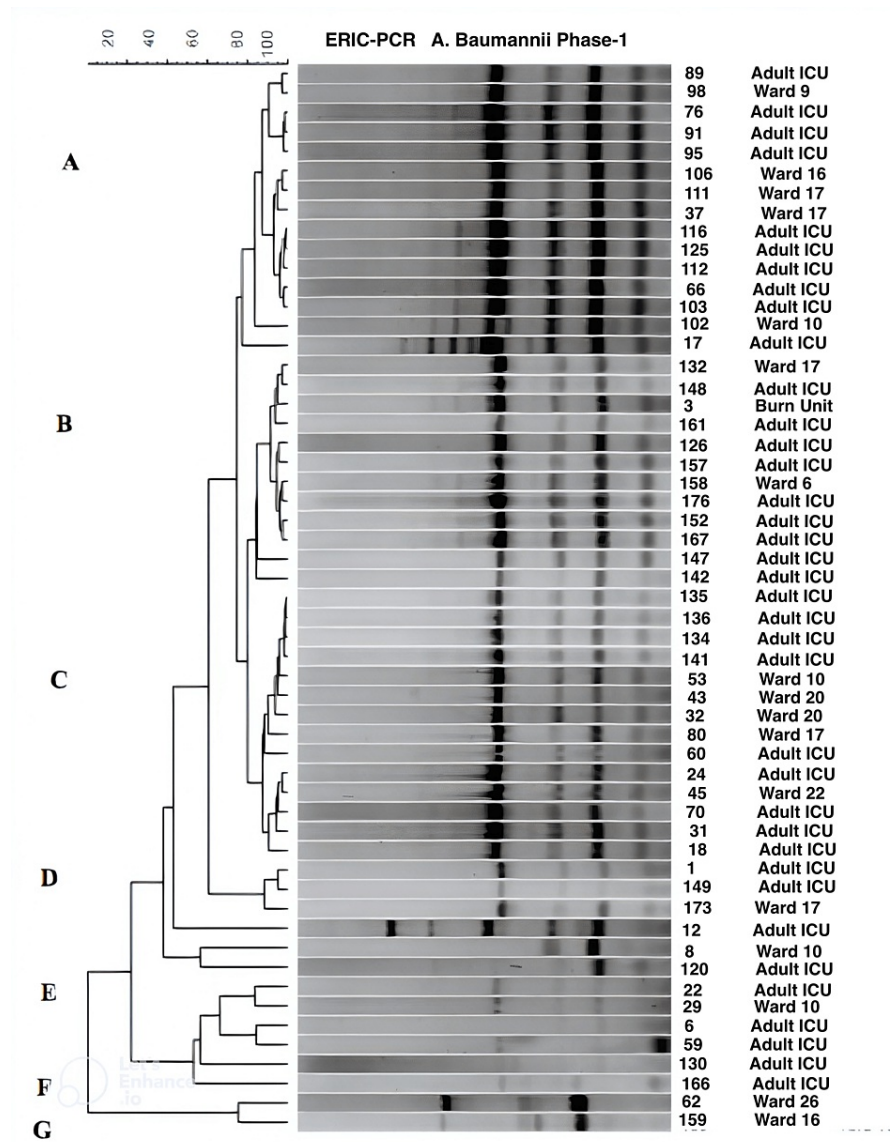 20 40 60 80 100
ERIC-PCR A. Baumannii Phase-1
89 Adult ICU
98 Ward 9
76 Adult ICU
91 Adult ICU
A
95 Adult ICU
106 Ward 16
111 Ward 17
37 Ward 17
116 Adult ICU
125 Adult ICU
112 Adult ICU
66 Adult ICU
103 Adult ICU
102 Ward 10
17 Adult ICU
132 Ward 17
148 Adult ICU
3 Burn Unit
B
161 Adult ICU
126 Adult ICU
157 Adult ICU
158 Ward 6
176 Adult ICU
152 Adult ICU
167 Adult ICU
147 Adult ICU
142 Adult ICU
135 Adult ICU
136 Adult ICU
134 Adult ICU
141 Adult ICU
C
53 Ward 10
43 Ward 20
32 Ward 20
80 Ward 17
60 Adult ICU
24 Adult ICU
45 Ward 22
70 Adult ICU
31 Adult ICU
18 Adult ICU
1 Adult ICU
D
149 Adult ICU
173 Ward 17
12 Adult ICU
8 Ward 10
120 Adult ICU
E
22 Adult ICU
29 Ward 10
6 Adult ICU
59 Adult ICU
130 Adult ICU
Let's
Enhance
.io
F
166 Adult ICU
62 Ward 26
159 Ward 16
G